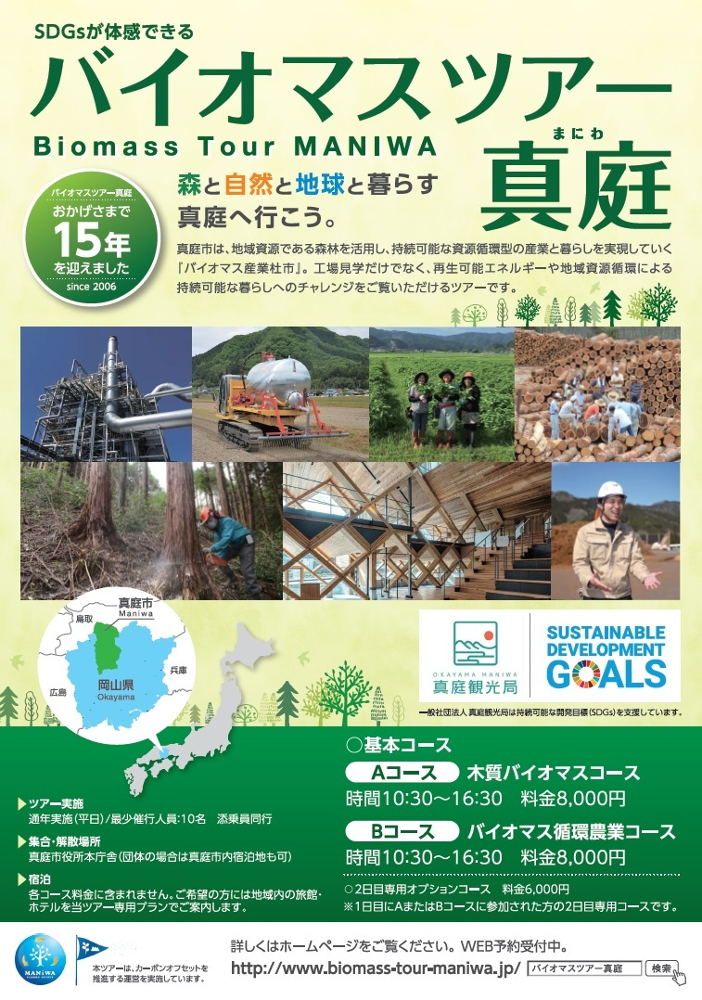 SDGsが体感できる
バイオマスツアー
Biomass Tour MANIWA
まにわ
真庭
バイオマスツアー真庭
おかげさまで
15年
を迎えました
since 2006
森と自然と地球と暮らす
真庭へ行こう。
真庭市は、地域資源である森林を活用し、持続可能な資源循環型の産業と暮らしを実現していく
『バイオマス産業杜市』。工場見学だけでなく、再生可能エネルギーや地域資源循環による
持続可能な暮らしへのチャレンジをご覧いただけるツアーです。
真庭市
Maniwa
鳥取
兵庫
広島
岡山県
Okayama
OKAYAMA MANIWA
真庭観光局
SUSTAINABLE
DEVELOPMENT
GOALS
一般社団法人 真庭観光局は持続可能な開発目標(SDGs)を支援しています。
○基本コース
Aコース 木質バイオマスコース
時間10:30〜16:30 料金8,000円
Bコース バイオマス循環農業コース
時間10:30〜16:30 料金8,000円
○2日目専用オプションコース 料金6,000円
※1日目にAまたはBコースに参加された方の2日目専用コースです。
ツアー実施
通年実施(平日)/最少催行人員:10名 添乗員同行
集合・解散場所
真庭市役所本庁舎(団体の場合は真庭市内宿泊地も可)
宿泊
各コース料金に含まれません。ご希望の方には地域内の旅館・
ホテルを当ツアー専用プランでご案内します。
MANIWA
本ツアーは、カーボンオフセットを
推進する運営を実施しています。
詳しくはホームページをご覧ください。WEB予約受付中。
http://www.biomass-tour-maniwa.jp/ バイオマスツアー真庭 検索